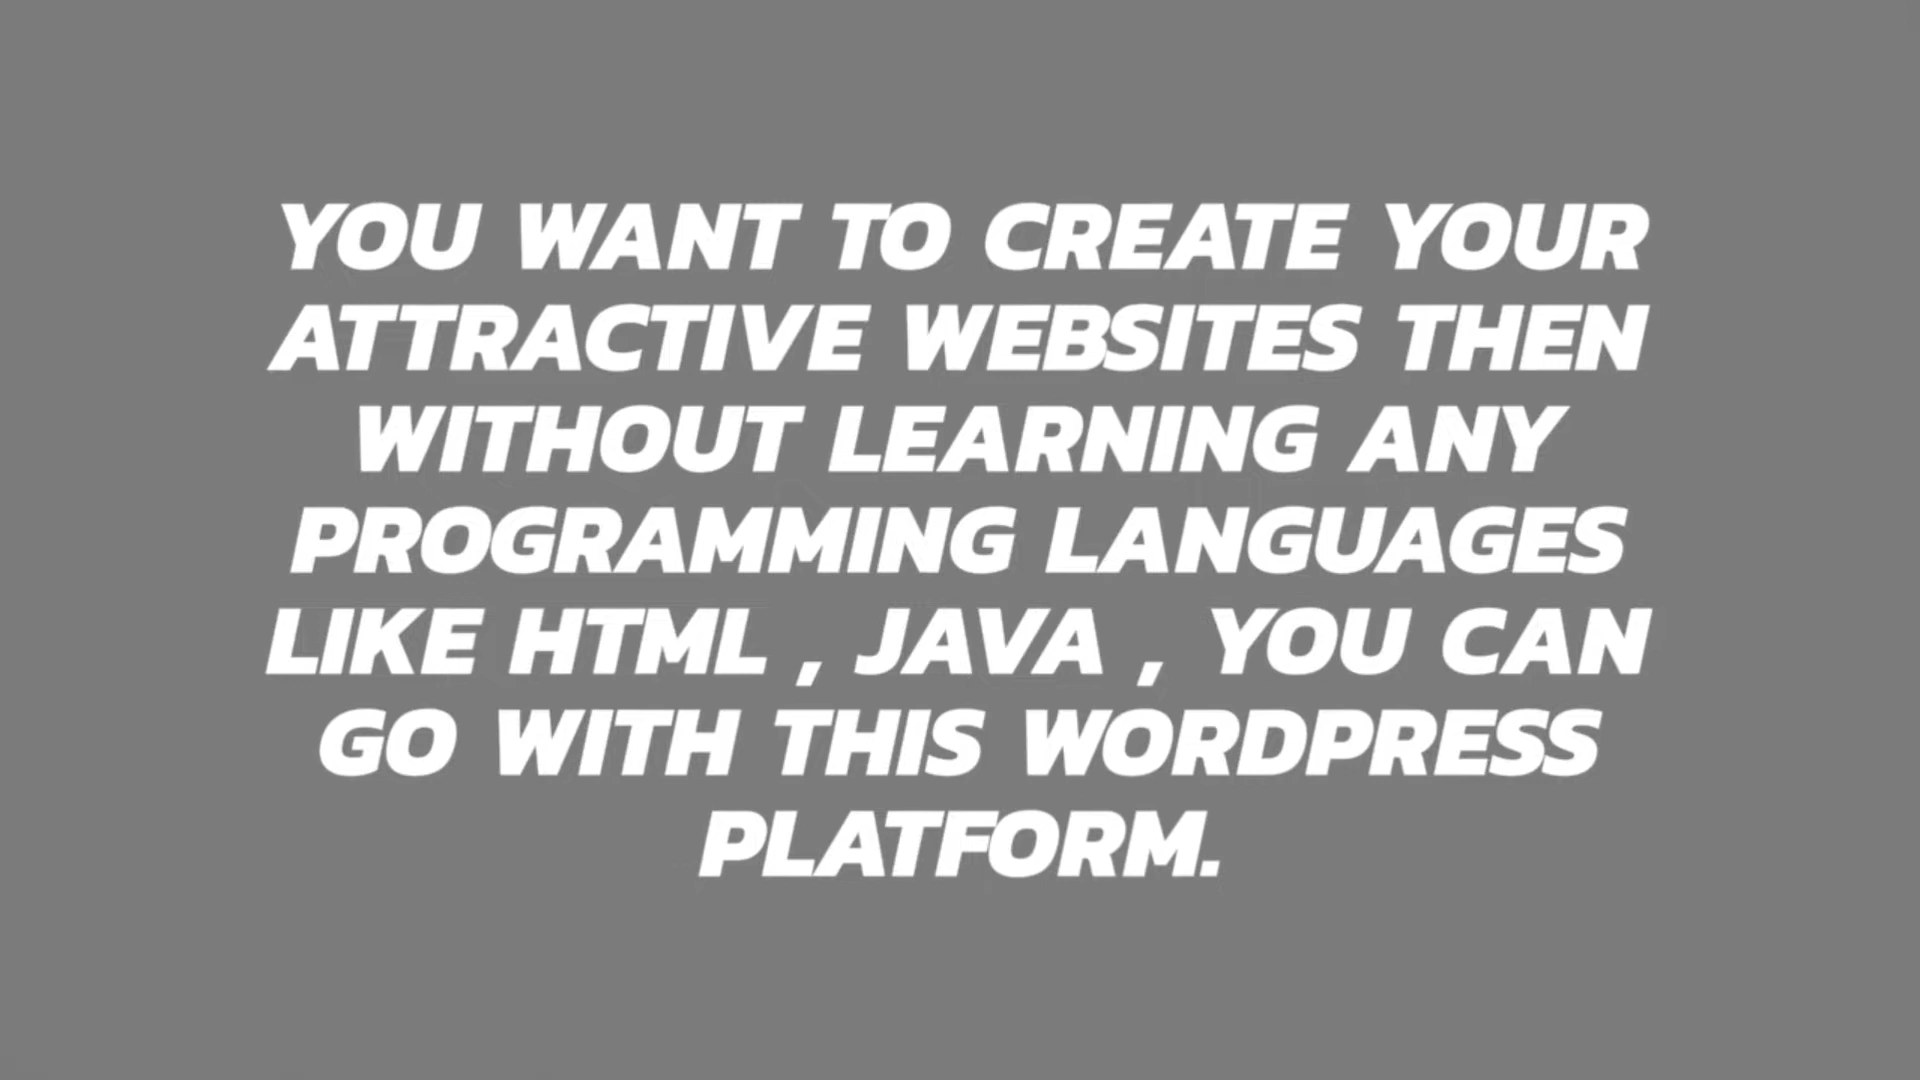 YOU WANT TO CREATE YOUR
ATTRACTIVE WEBSITES THEN
WITHOUT LEARNING ANY
PROGRAMMING LANGUAGES
LIKE HTML , JAVA , YOU CAN
GO WITH THIS WORDPRESS
PLATFORM.